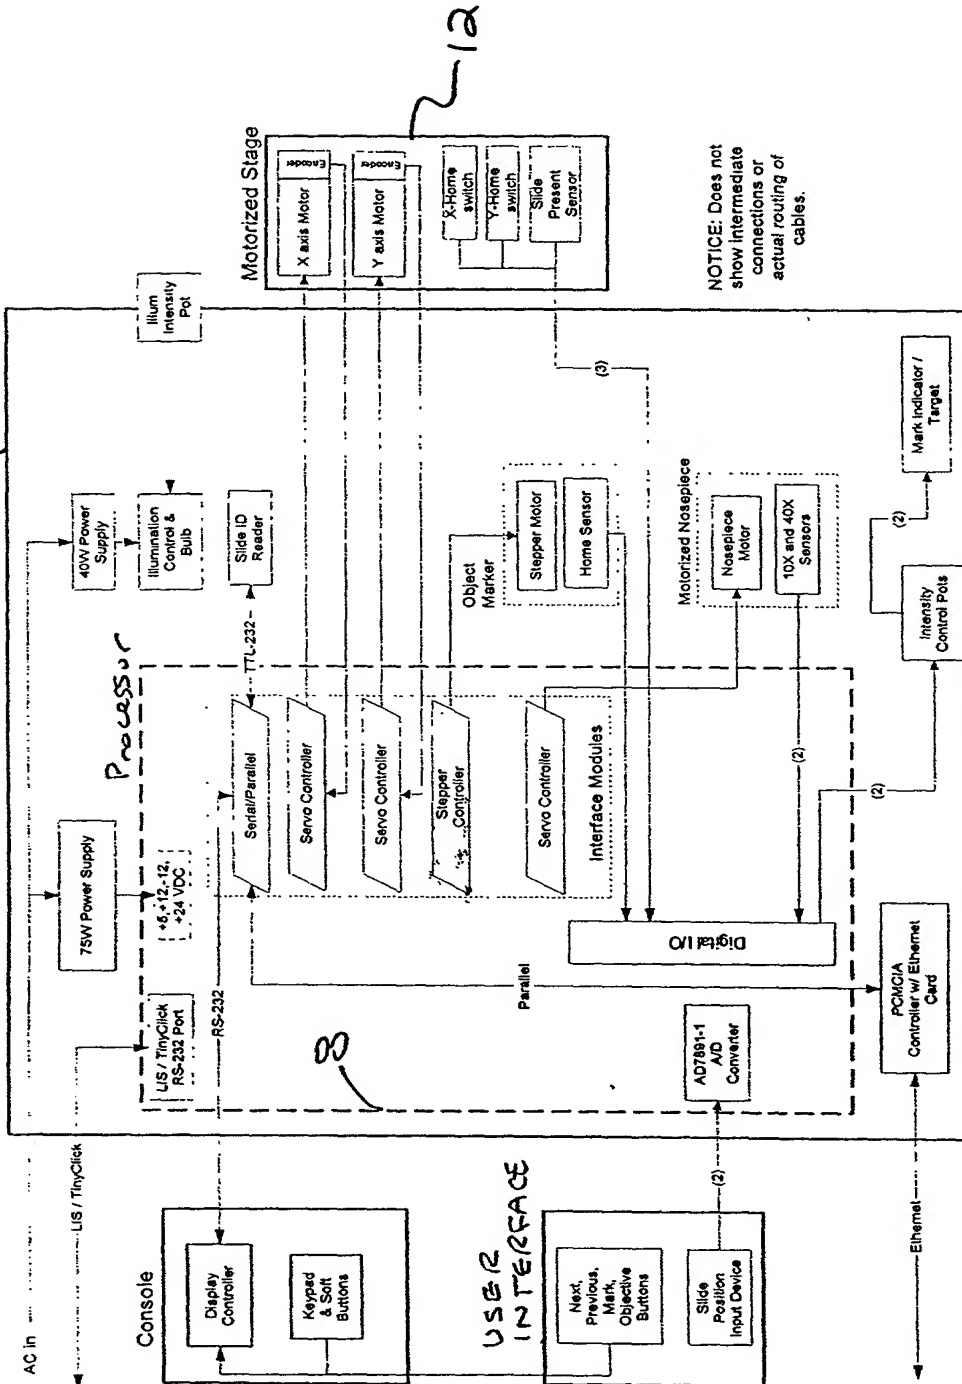 AC in
LIS / TinyClick
Console
Display
Controller
Keypad
& Soft
Buttons
USER
INTERFACE
Next,
Previous,
Mark,
Objective
Buttons
Slide
Position
Input Device
Ethernet
(2)
75W Power Supply
40W Power
Supply
Illumination
Control &
Bulb
Illum
Intensity
Pot
Processor
LIS / TinyClick
RS-232 Port
+5,+12,-12,
+24 VDC
RS-232
TTL-232
Slide ID
Reader
Serial/Parallel
Servo Controller
Servo Controller
Stepper
Controller
Servo Controller
Interface Modules
8
Parallel
Digital I/O
AD7891-1
A/D
Converter
PCMCIA
Controller w/ Ethernet
Card
Object
Marker
Stepper Motor
Home Sensor
Motorized Nosepiece
Nosepiece
Motor
10X and 40X
Sensors
(2)
(2)
(3)
(2)
Intensity
Control Pots
Mark Indicator /
Target
Motorized Stage
X axis Motor
Encoder
Y axis Motor
Encoder
X-Home
switch
Y-Home
switch
Slide
Present
Sensor
12
NOTICE: Does not
show intermediate
connections or
actual routing of
cables.